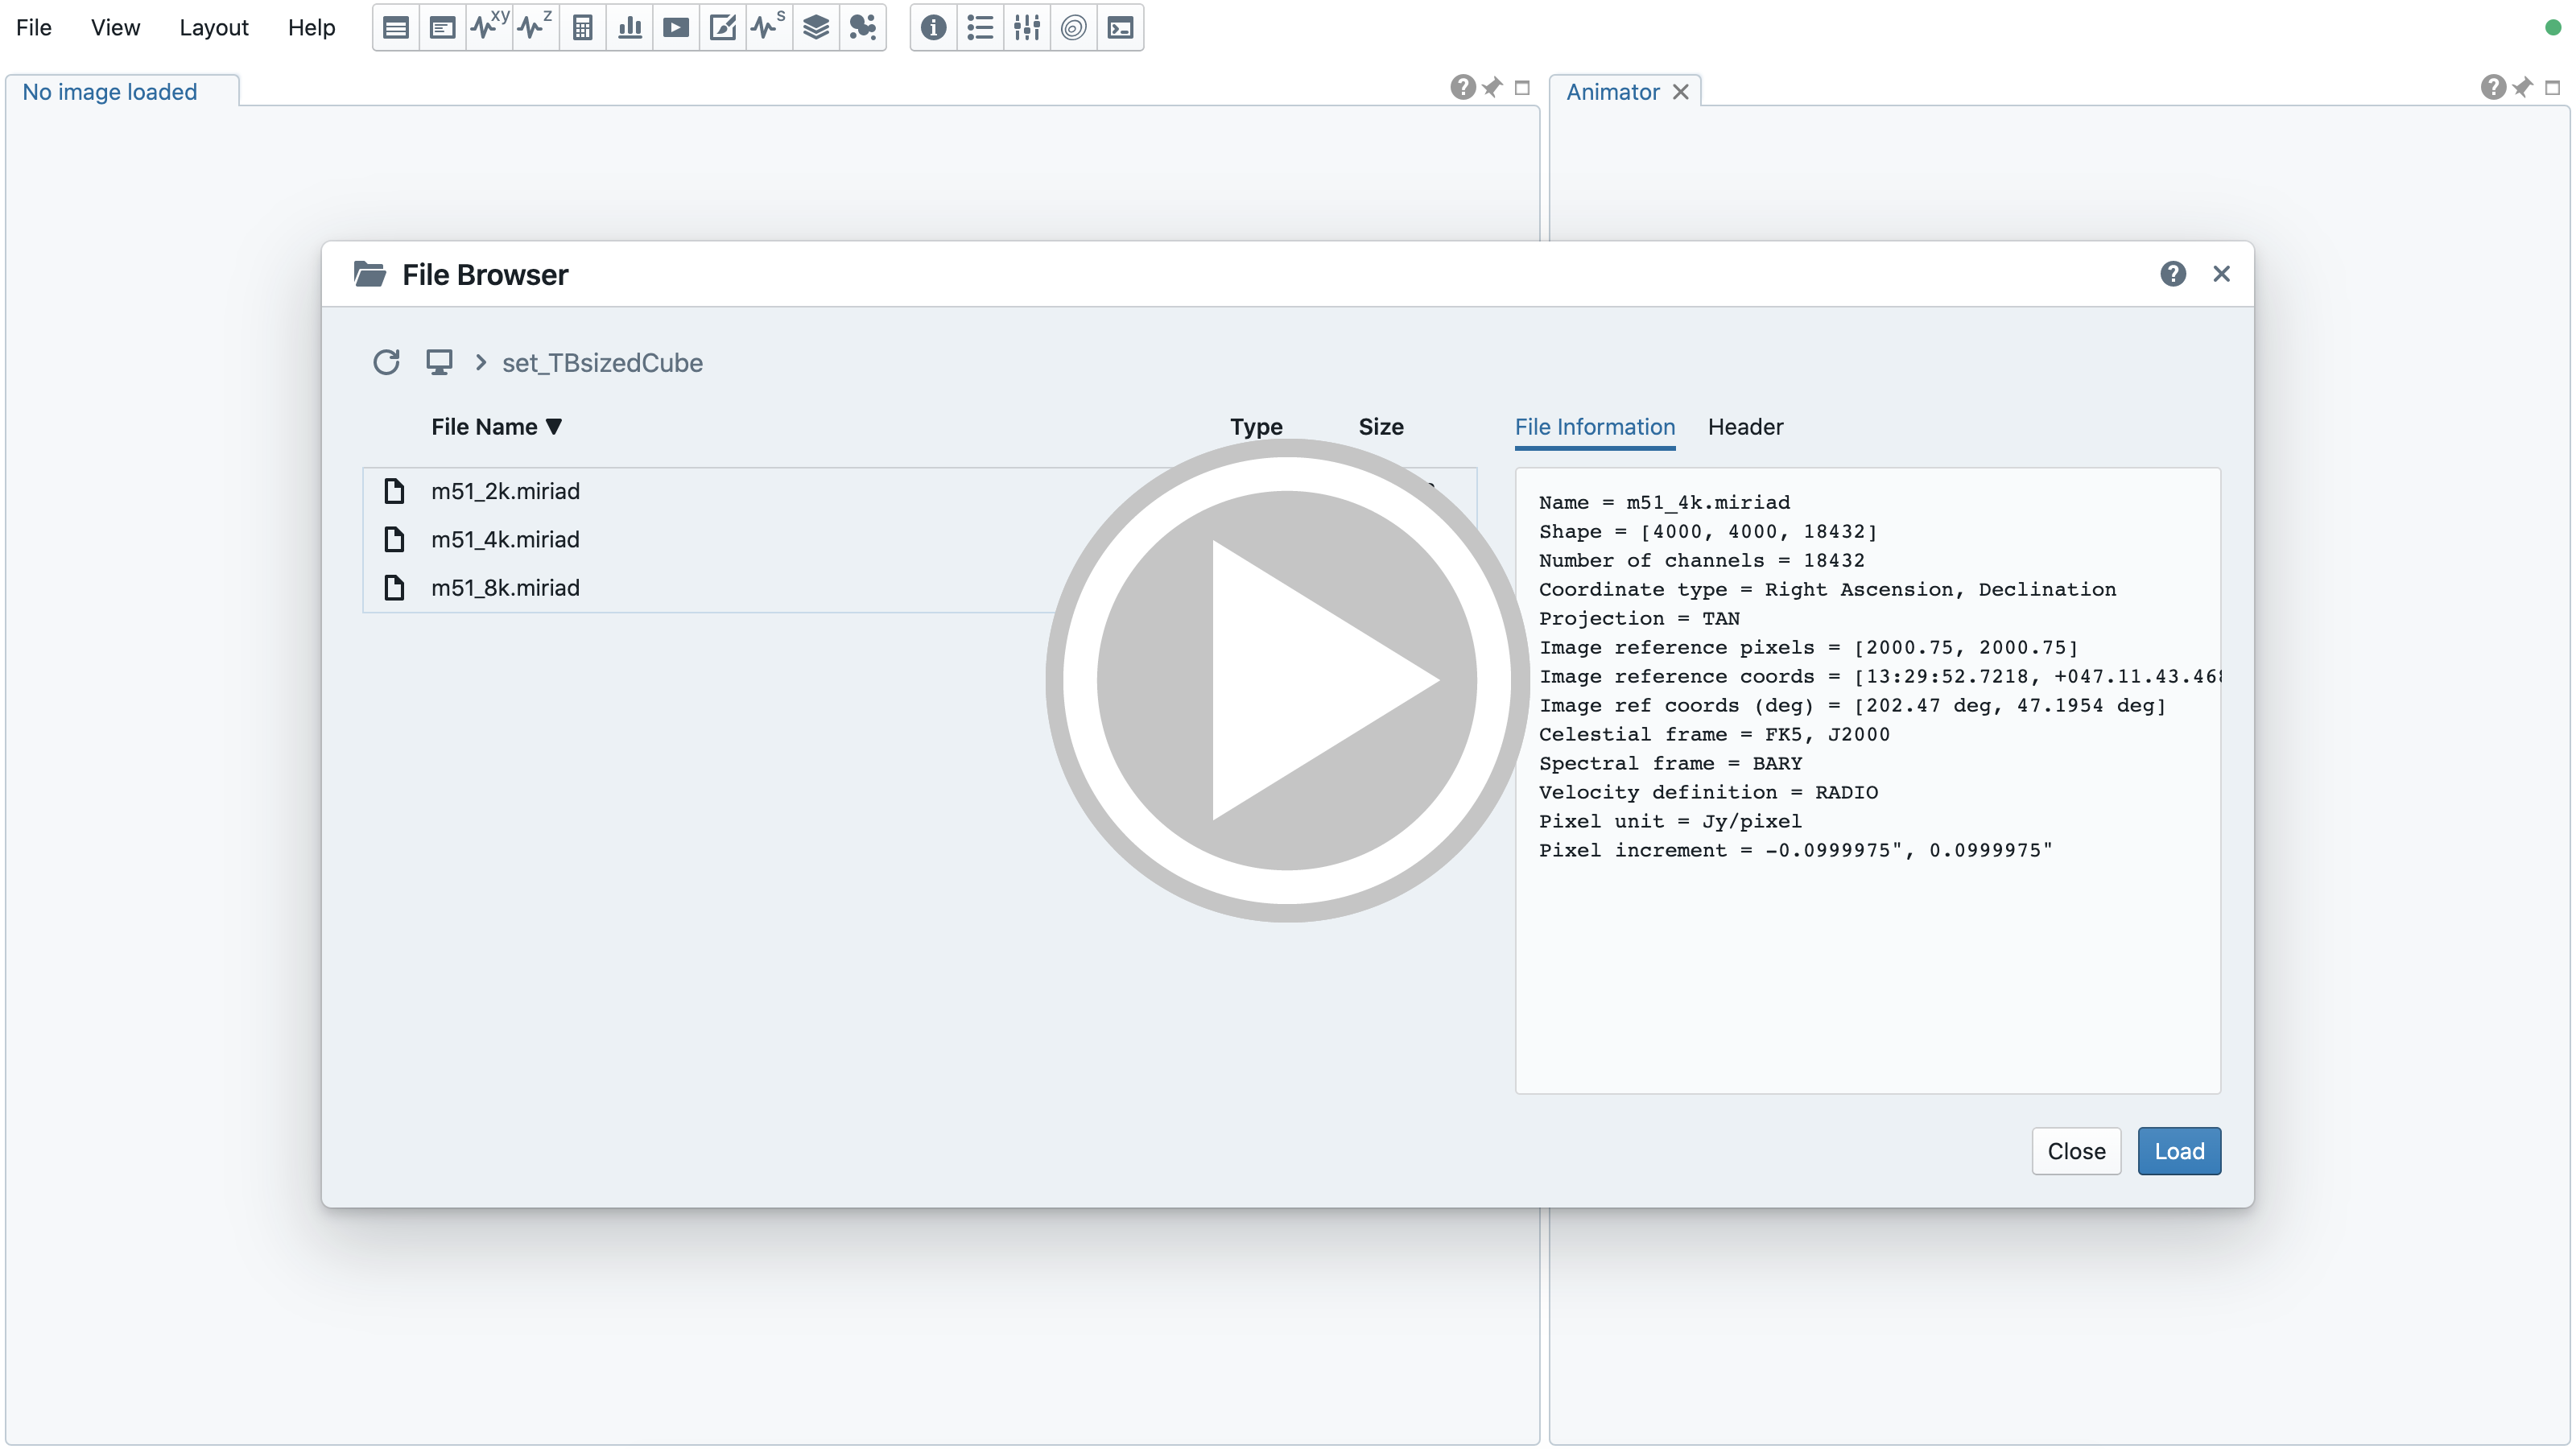 File View Layout Help xy z s
No image loaded
Animator
File Browser
set_TBsizedCube
File Name Type Size
File Information Header
m51_2k.miriad
m51_4k.miriad
m51_8k.miriad
Name = m51_4k.miriad
Shape = [4000, 4000, 18432]
Number of channels = 18432
Coordinate type = Right Ascension, Declination
Projection = TAN
Image reference pixels = [2000.75, 2000.75]
Image reference coords = [13:29:52.7218, +047.11.43.46
Image ref coords (deg) = [202.47 deg, 47.1954 deg]
Celestial frame = FK5, J2000
Spectral frame = BARY
Velocity definition = RADIO
Pixel unit = Jy/pixel
Pixel increment = -0.0999975", 0.0999975"
Close Load